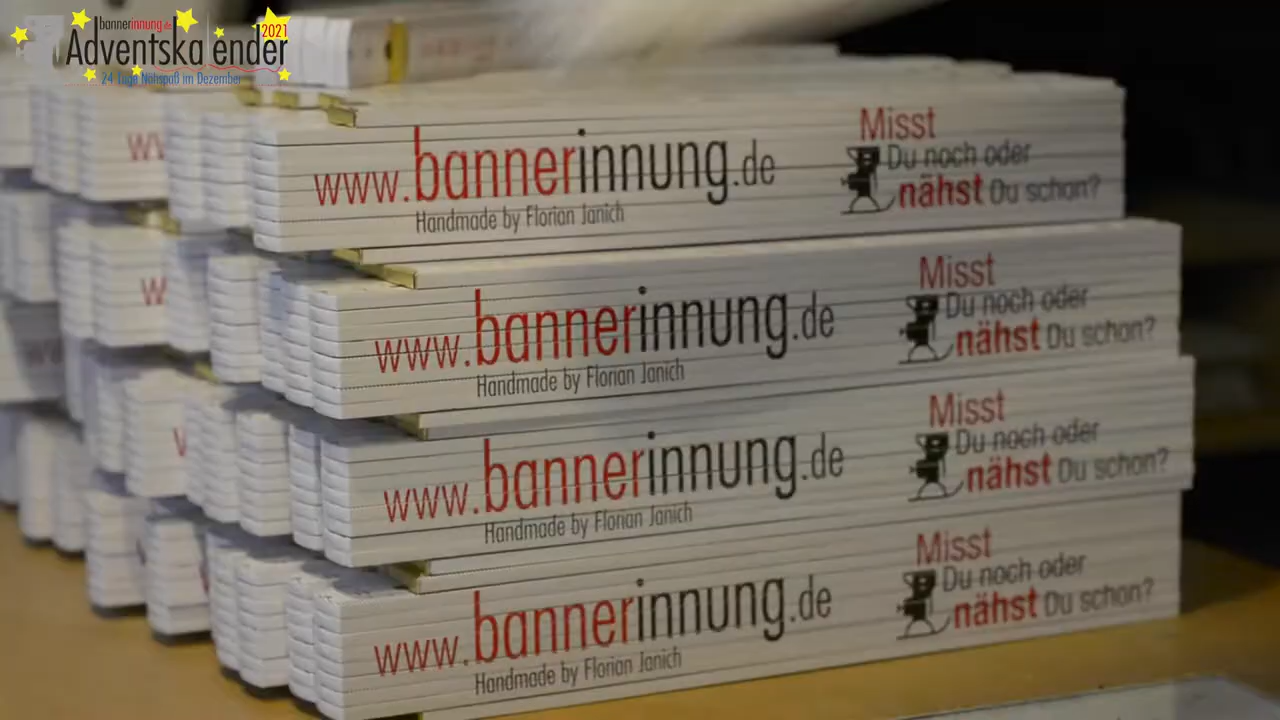 bannerinnung.de
Adventska ender
2021
24 Tage Nähspaß im Dezember
www.bannerinnung.de
Handmade by Florian Janich
Misst
Du noch oder
nähst Du schon?
www.bannerinnung.de
Handmade by Florian Janich
Misst
Du noch oder
nähst Du schon?
www.bannerinnung.de
Handmade by Florian Janich
Misst
Du noch oder
nähst Du schon?
www.bannerinnung.de
Handmade by Florian Janich
Misst
Du noch oder
nähst Du schon?